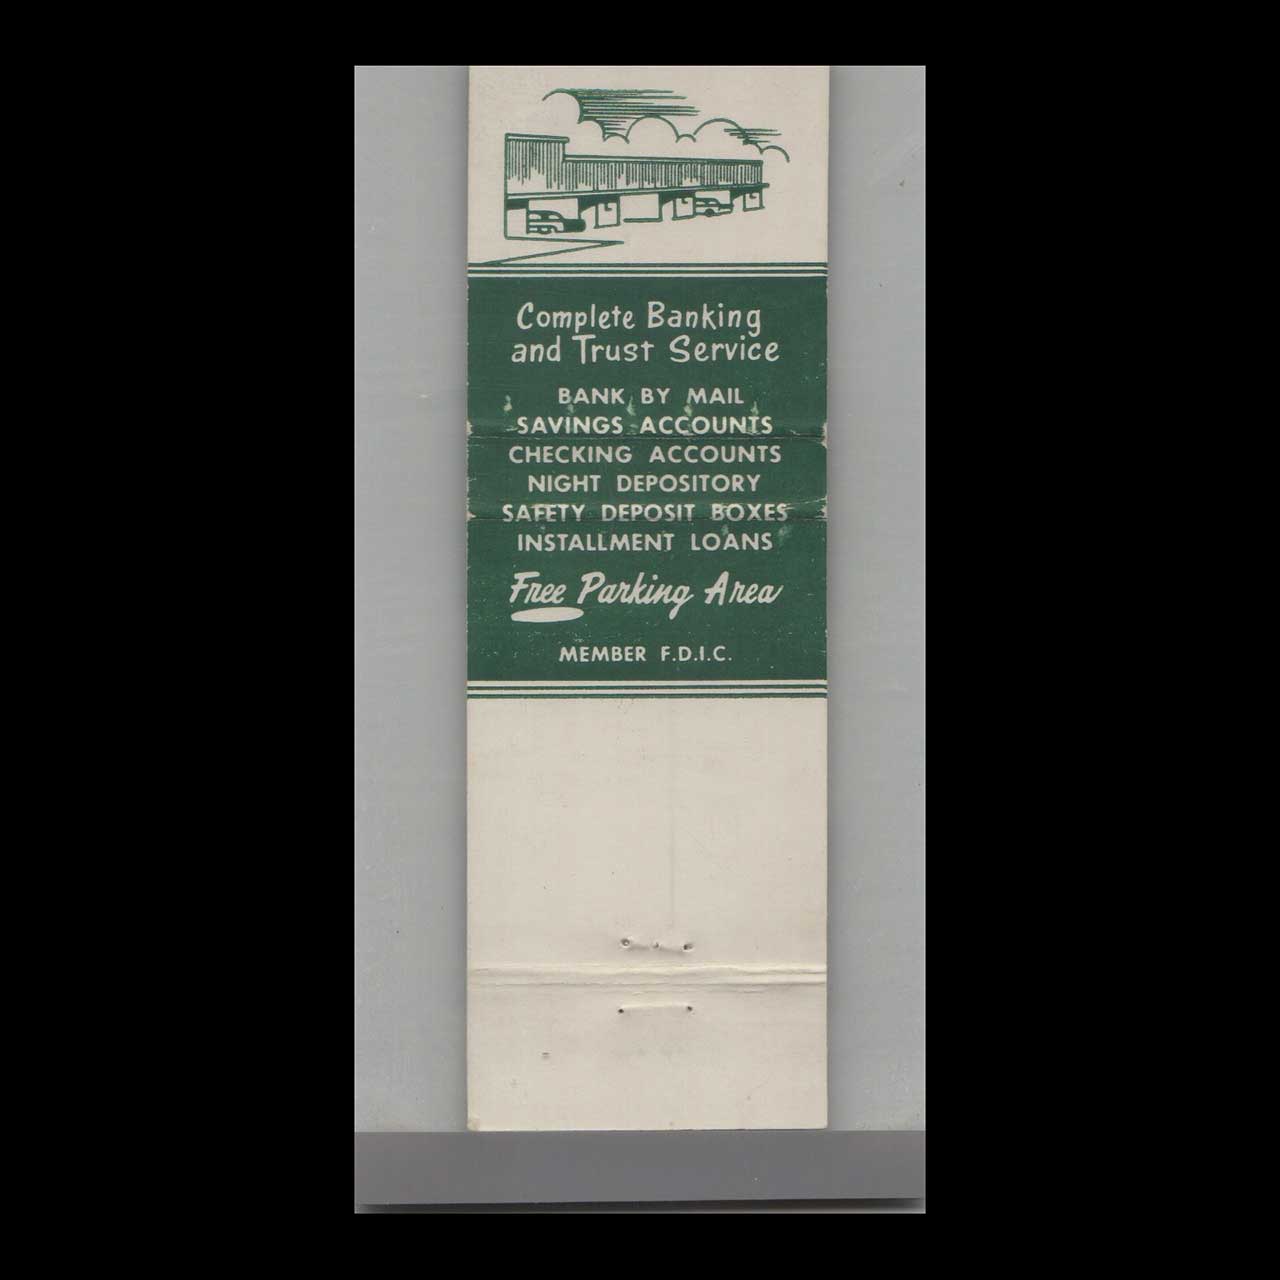 Complete Banking
and Trust Service
BANK BY MAIL
SAVINGS ACCOUNTS
CHECKING ACCOUNTS
NIGHT DEPOSITORY
SAFETY DEPOSIT BOXES
INSTALLMENT LOANS
Free Parking Area
MEMBER F.D.I.C.